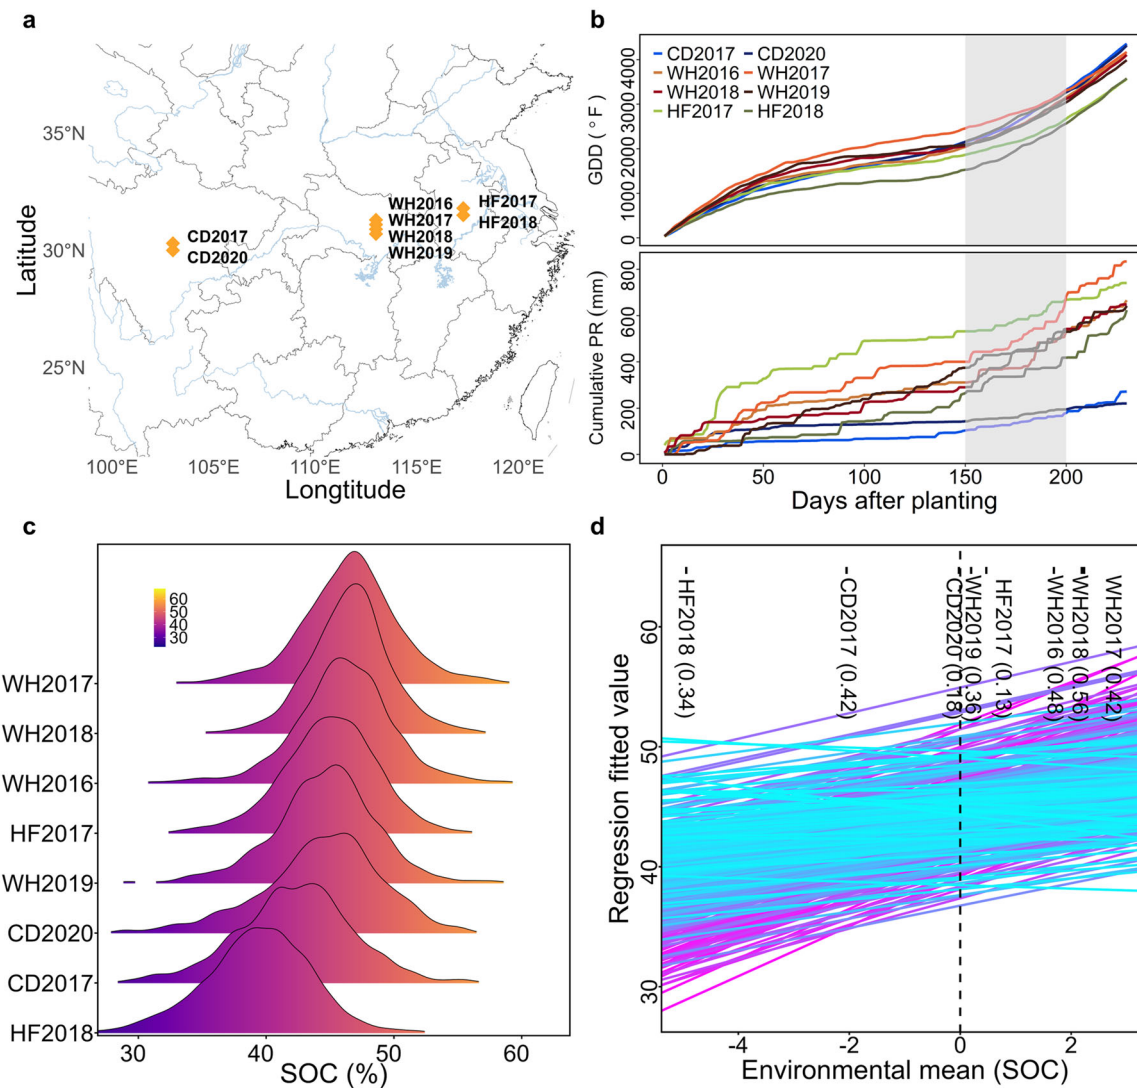 a
35°N
30°N
25°N
Latitude
WH2016
HF2017
WH2017
HF2018
WH2018
WH2019
CD2017
CD2020
100°E 105°E 110°E 115°E 120°E
Longtitude
b
CD2017 CD2020
WH2016 WH2017
WH2018 WH2019
HF2017 HF2018
GDD (°F)
4000
3000
2000
1000
0
Cumulative PR (mm)
800
600
400
200
0
0 50 100 150 200
Days after planting
c
60
50
40
30
WH2017
WH2018
WH2016
HF2017
WH2019
CD2020
CD2017
HF2018
30 40 50 60
SOC (%)
d
HF2018 (0.34)
CD2017 (0.42)
CD2020 (0.18)
WH2019 (0.36)
HF2017 (0.13)
WH2016 (0.48)
WH2018 (0.56)
WH2017 (0.42)
Regression fitted value
60
50
40
30
-4 -2 0 2
Environmental mean (SOC)